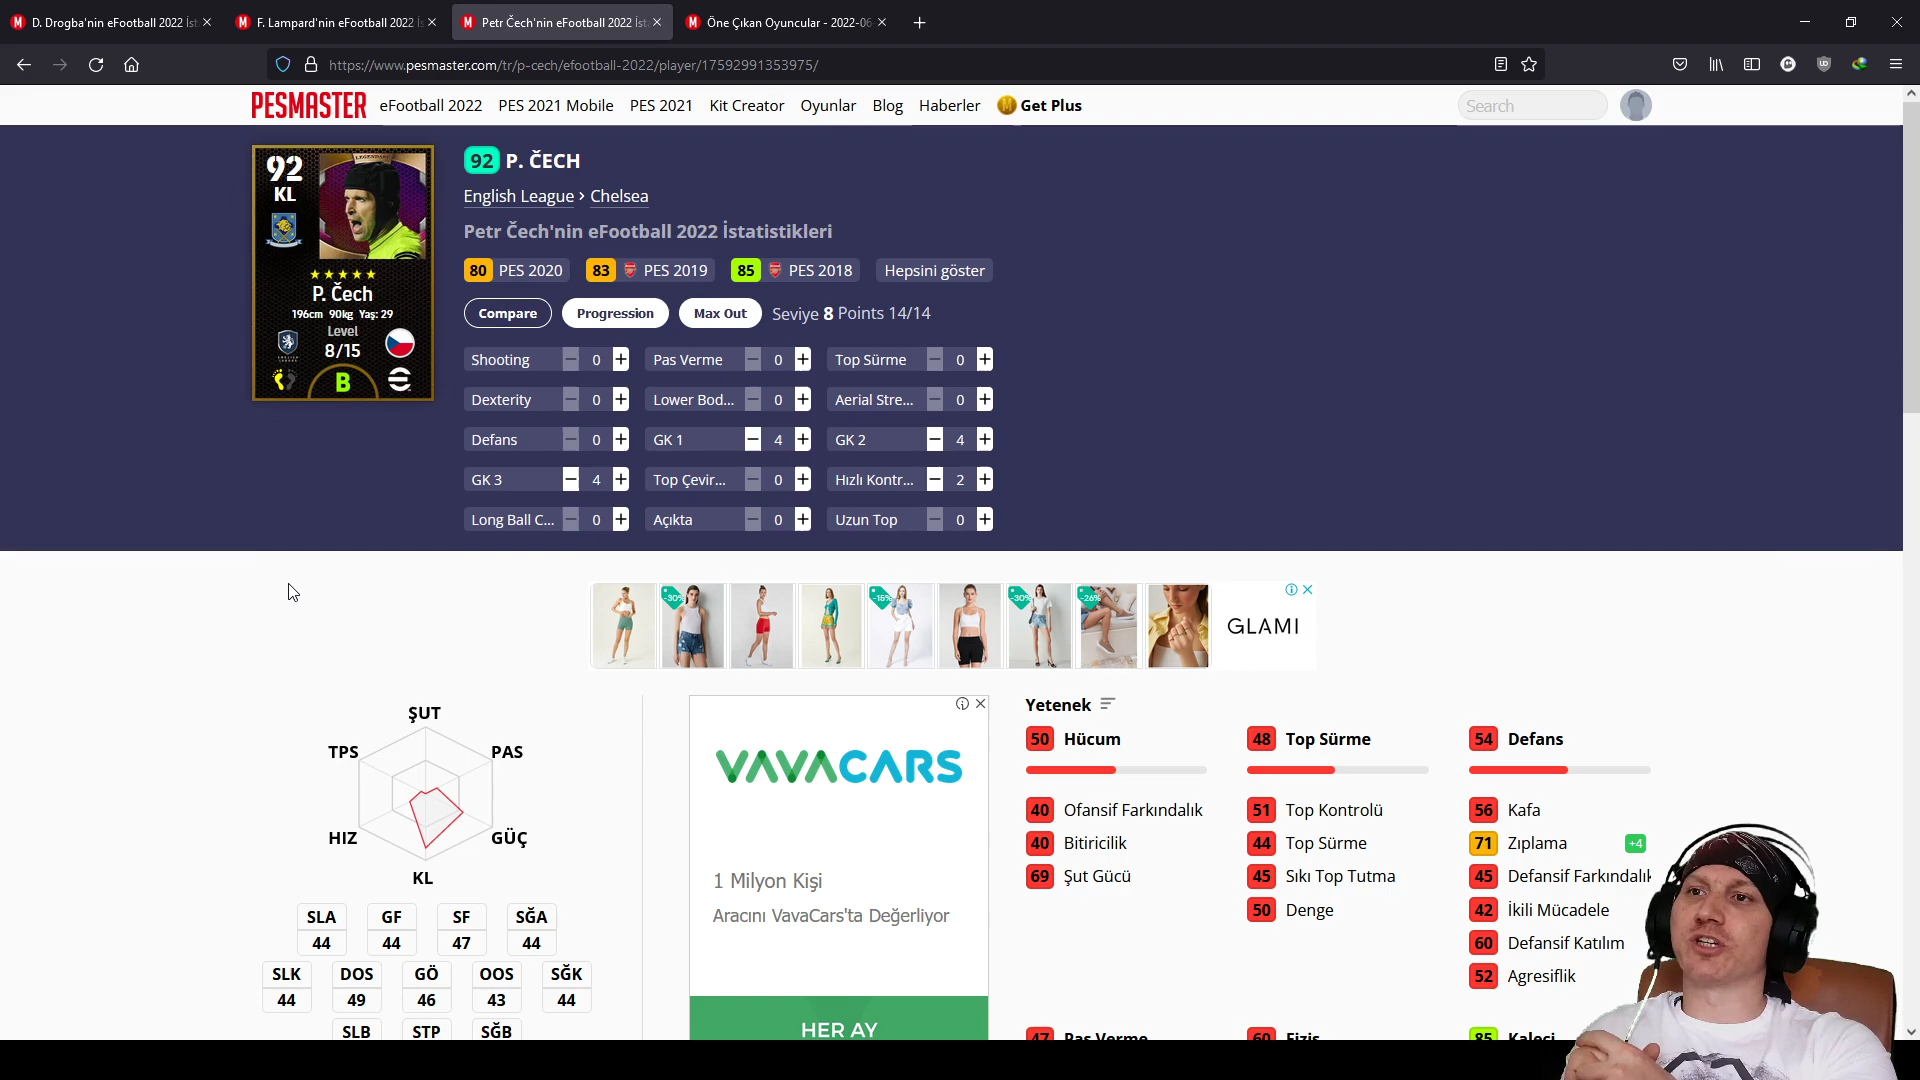 D. Drogba'nin eFootball 2022 İst
F. Lampard'nin eFootball 2022 İs
Petr Čech'nin eFootball 2022 İst
Öne Çıkan Oyuncular - 2022-06
https://www.pesmaster.com/tr/p-cech/efootball-2022/player/17592991353975/
PESMASTER
eFootball 2022
PES 2021 Mobile
PES 2021
Kit Creator
Oyunlar
Blog
Haberler
Get Plus
Search
92
KL
LEGENDARY
P. Čech
196cm 90kg Yaş: 29
Level
8/15
B
92 P. ČECH
English League › Chelsea
Petr Čech'nin eFootball 2022 İstatistikleri
80 PES 2020
83 PES 2019
85 PES 2018
Hepsini göster
Compare
Progression
Max Out
Seviye 8 Points 14/14
Shooting − 0 +
Pas Verme − 0 +
Top Sürme − 0 +
Dexterity − 0 +
Lower Bod... − 0 +
Aerial Stre... − 0 +
Defans − 0 +
GK 1 − 4 +
GK 2 − 4 +
GK 3 − 4 +
Top Çevir... − 0 +
Hızlı Kontr... − 2 +
Long Ball C... − 0 +
Açıkta − 0 +
Uzun Top − 0 +
-30%
-15%
-30%
-26%
GLAMI
ŞUT
TPS
PAS
HIZ
GÜÇ
KL
SLA
GF
SF
SĞA
44
44
47
44
SLK
DOS
GÖ
OOS
SĞK
44
49
46
43
44
SLB
STP
SĞB
VAVACARS
1 Milyon Kişi
Aracını VavaCars'ta Değerliyor
HER AY
Yetenek
50 Hücum
40 Ofansif Farkındalık
40 Bitiricilik
69 Şut Gücü
48 Top Sürme
51 Top Kontrolü
44 Top Sürme
45 Sıkı Top Tutma
50 Denge
54 Defans
56 Kafa
71 Zıplama +4
45 Defansif Farkındalık
42 İkili Mücadele
60 Defansif Katılım
52 Agresiflik
47 Pas Verme
60 Fizik
85 Kaleci